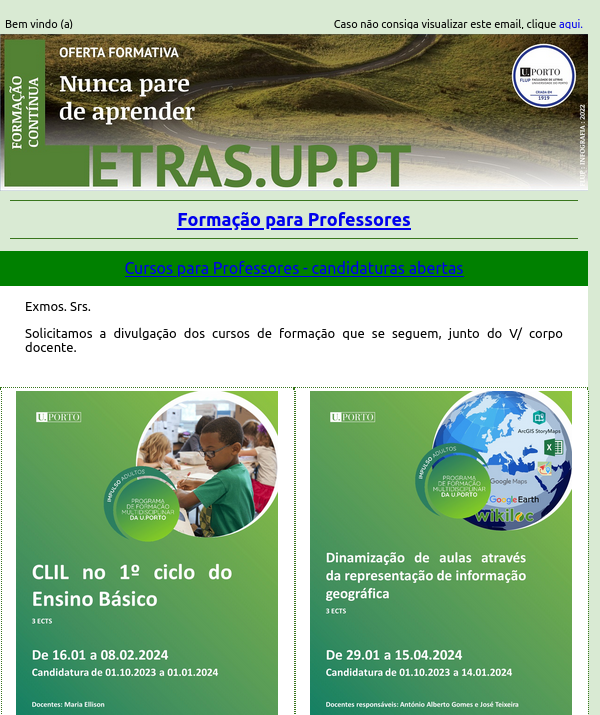 Bem vindo (a)
Caso não consiga visualizar este email, clique aqui.
OFERTA FORMATIVA
FORMAÇÃO
CONTÍNUA
Nunca pare
de aprender
U.PORTO
FLUP FACULDADE DE LETRAS
UNIVERSIDADE DO PORTO
CRIADA EM
1919
FLUP : INFOGRAFIA : 2022
LETRAS.UP.PT
Formação para Professores
Cursos para Professores - candidaturas abertas
Exmos. Srs.
Solicitamos a divulgação dos cursos de formação que se seguem, junto do V/ corpo
docente.
U.PORTO
IMPULSO ADULTOS
PROGRAMA
DE FORMAÇÃO
MULTIDISCIPLINAR
DA U.PORTO
CLIL no 1º ciclo do
Ensino Básico
3 ECTS
De 16.01 a 08.02.2024
Candidatura de 01.10.2023 a 01.01.2024
Docentes: Maria Ellison
U.PORTO
ArcGIS StoryMaps
IMPULSO ADULTOS
PROGRAMA
DE FORMAÇÃO
MULTIDISCIPLINAR
DA U.PORTO
Google Maps
Google Earth
wikiloc
Dinamização de aulas através
da representação de informação
geográfica
3 ECTS
De 29.01 a 15.04.2024
Candidatura de 01.10.2023 a 14.01.2024
Docentes responsáveis: António Alberto Gomes e José Teixeira